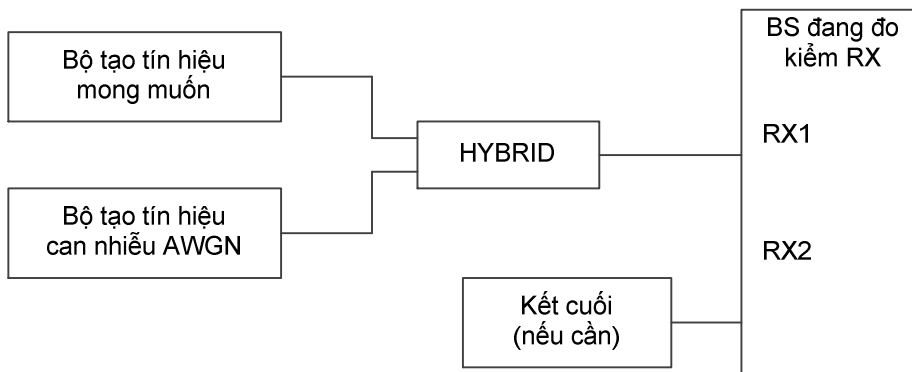 Bộ tạo tín hiệu
mong muốn
Bộ tạo tín hiệu
can nhiễu AWGN
HYBRID
Kết cuối
(nếu cần)
BS đang đo
kiểm RX
RX1
RX2